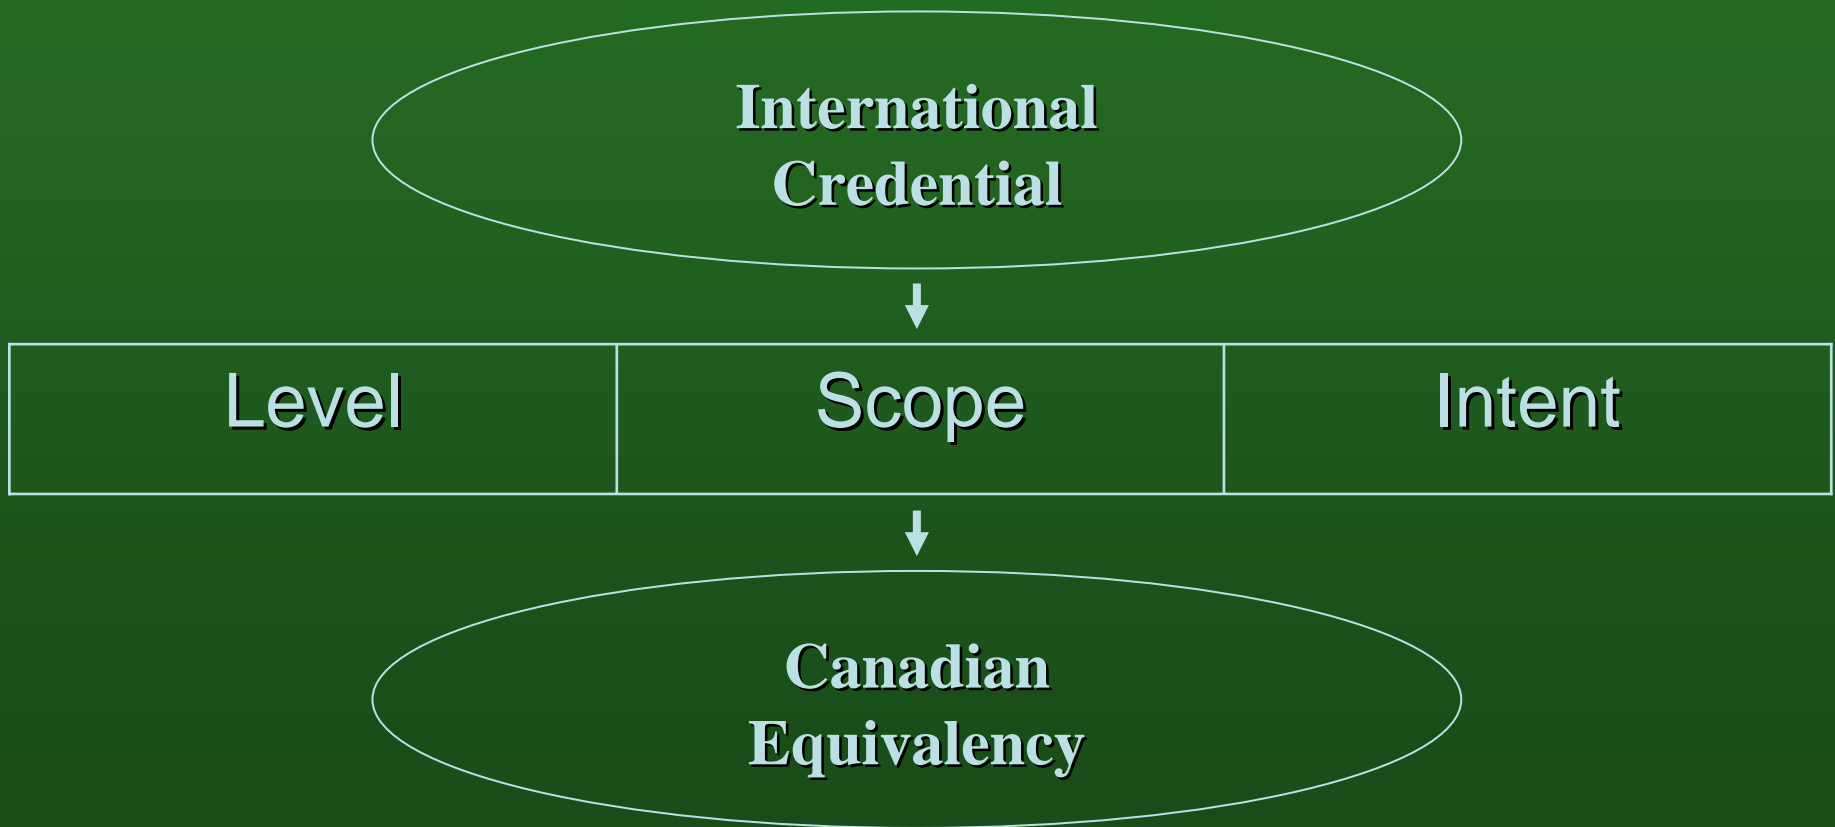 International
Credential
Level Scope Intent
Canadian
Equivalency